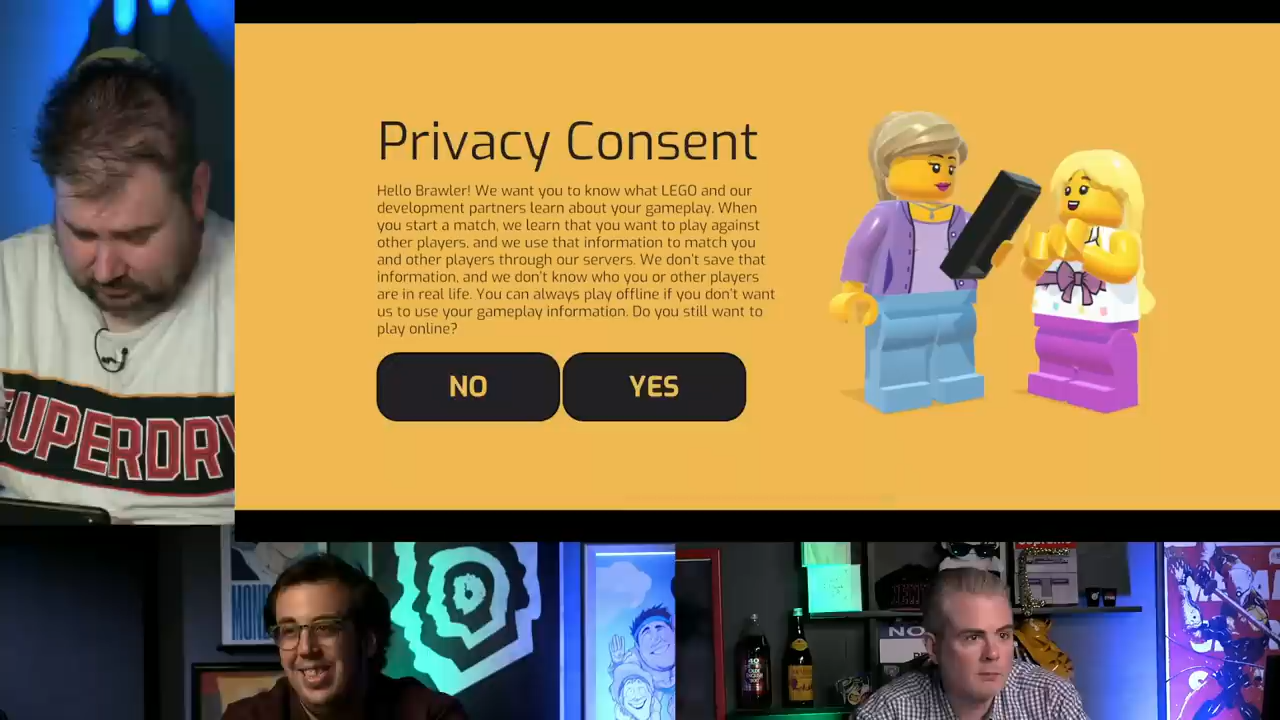 Privacy Consent
Hello Brawler! We want you to know what LEGO and our
development partners learn about your gameplay. When
you start a match, we learn that you want to play against
other players, and we use that information to match you
and other players through our servers. We don't save that
information, and we don't know who you or other players
are in real life. You can always play offline if you don't want
us to use your gameplay information. Do you still want to
play online?
NO YES
SUPERDRY
NO